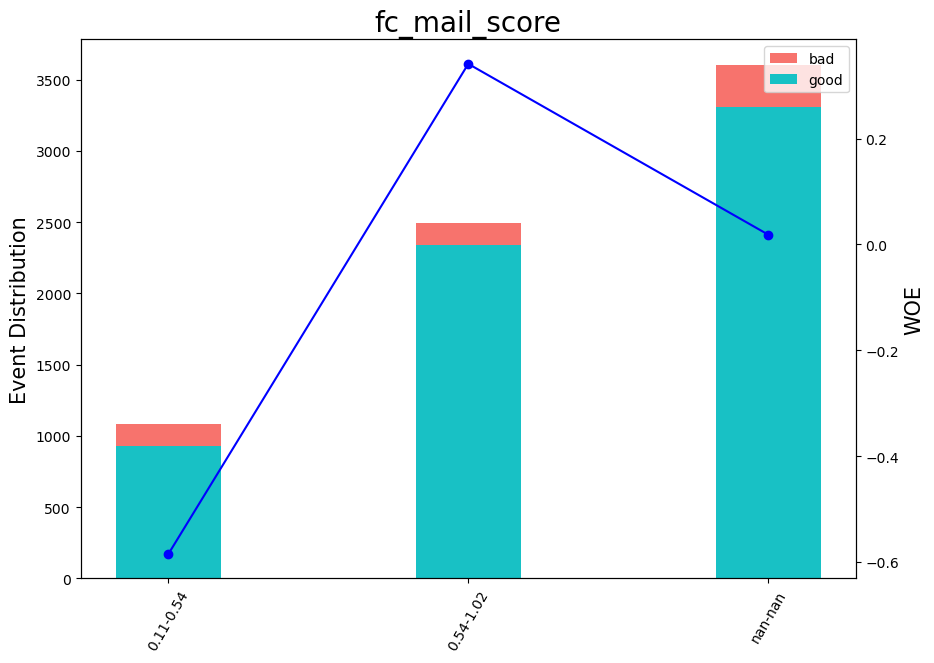 fc_mail_score
bad
good
3500
3000
2500
2000
1500
1000
500
0
Event Distribution
0.2
0.0
−0.2
−0.4
−0.6
WOE
0.11-0.54
0.54-1.02
nan-nan